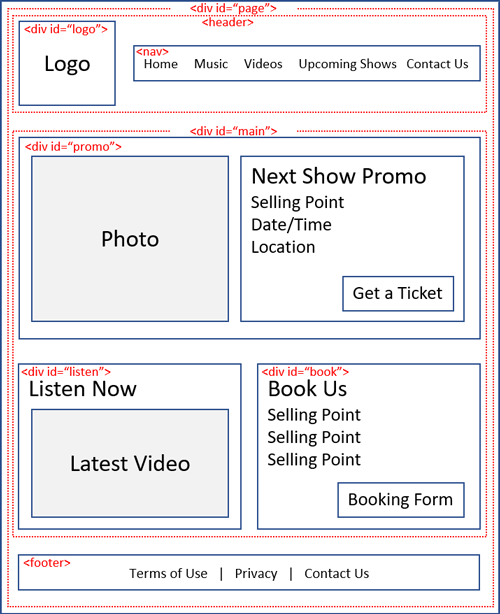 <div id=“page”>
<header>
<div id=“logo”>
Logo
<nav>
Home Music Videos Upcoming Shows Contact Us
<div id=“main”>
<div id=“promo”>
Photo
Next Show Promo
Selling Point
Date/Time
Location
Get a Ticket
<div id=“listen”>
Listen Now
Latest Video
<div id=“book”>
Book Us
Selling Point
Selling Point
Selling Point
Booking Form
<footer>
Terms of Use | Privacy | Contact Us